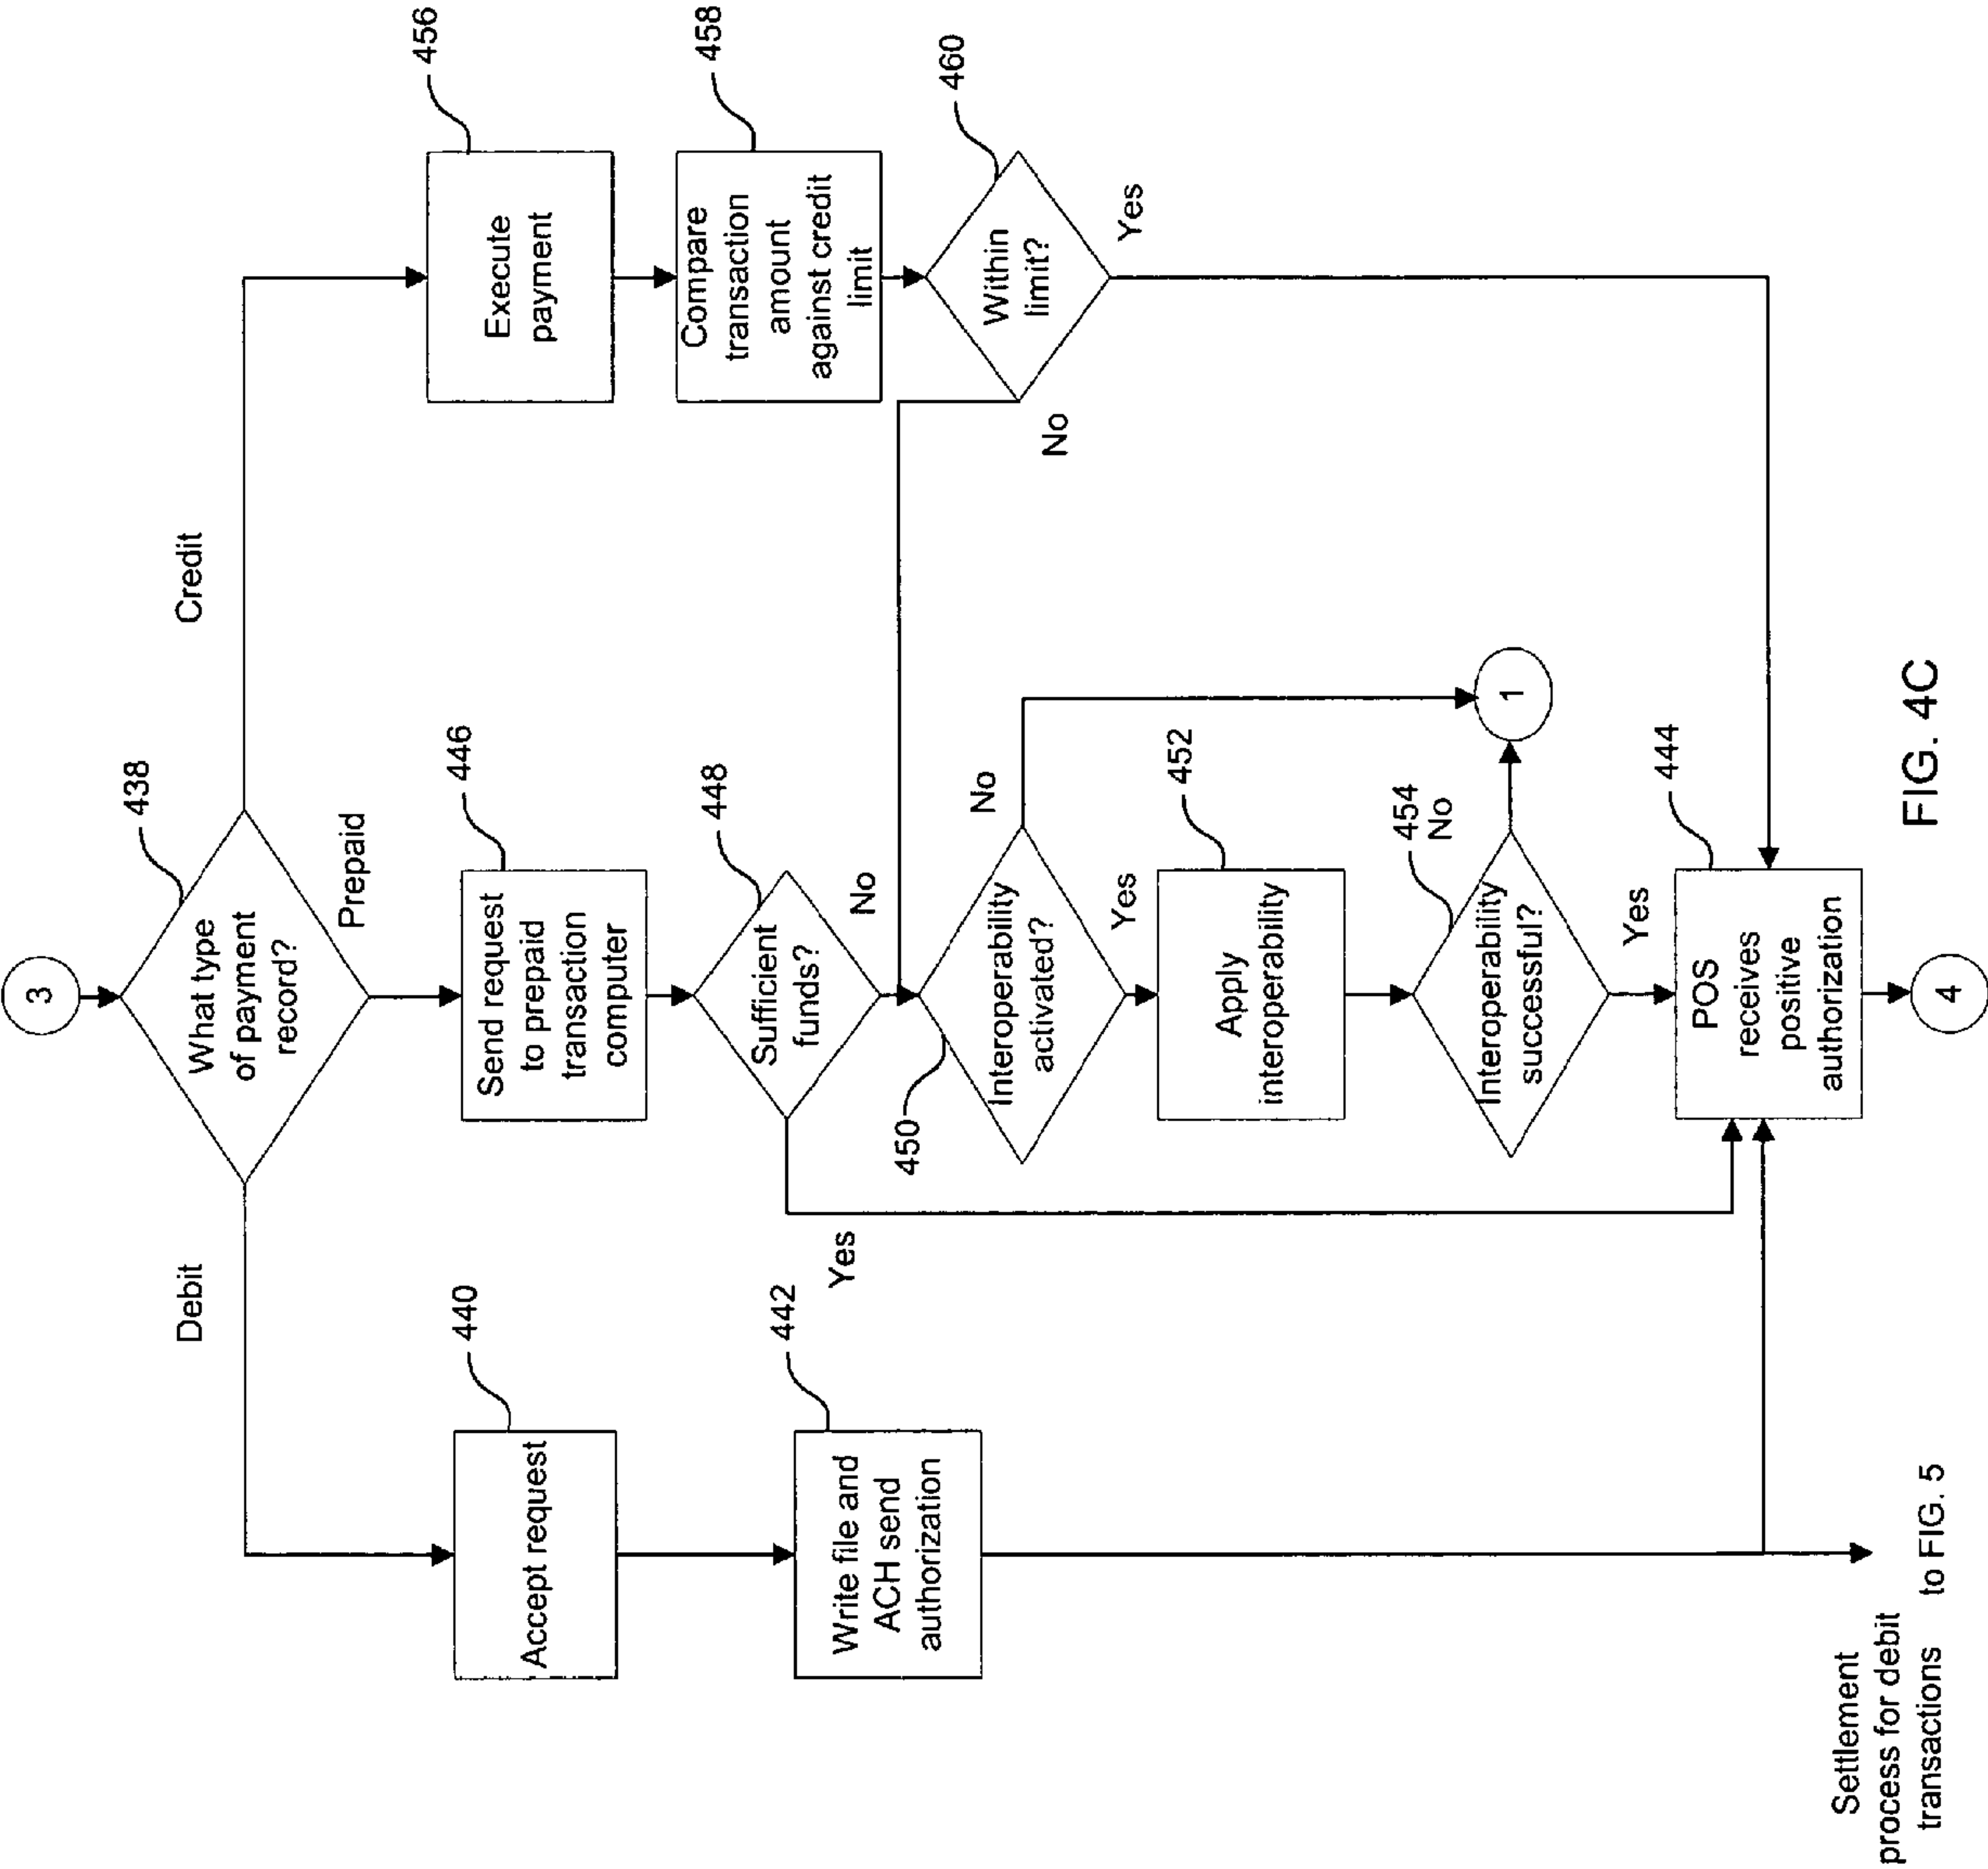 3
438
What type
of payment
record?
Debit
Prepaid
Credit
440
Accept request
442
Write file and
ACH send
authorization
446
Send request
to prepaid
transaction
computer
448
Sufficient
funds?
Yes
No
450
Interoperability
activated?
No
Yes
452
Apply
interoperability
454
No
Interoperability
successful?
Yes
1
456
Execute
payment
458
Compare
transaction
amount
against credit
limit
460
Within
limit?
No
Yes
444
POS
receives
positive
authorization
4
Settlement
process for debit
transactions to FIG. 5
FIG. 4C